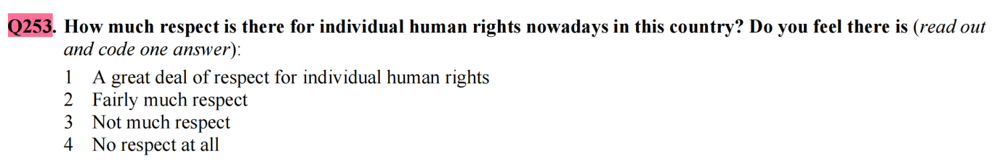 Q253. How much respect is there for individual human rights nowadays in this country? Do you feel there is (read out
and code one answer):
1 A great deal of respect for individual human rights
2 Fairly much respect
3 Not much respect
4 No respect at all